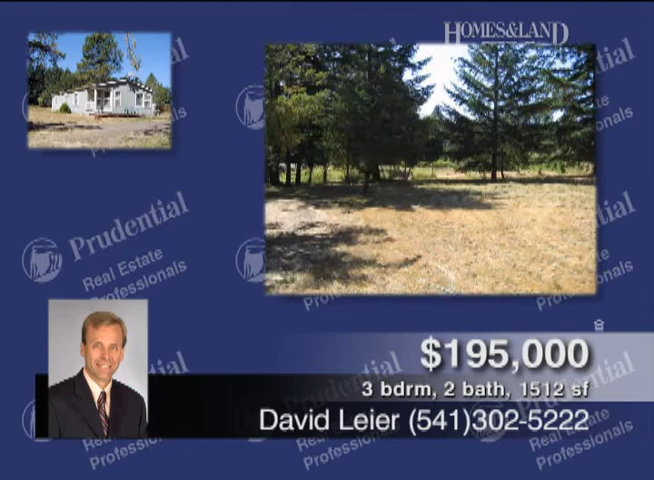 HOMES&LAND
Prudential
Real Estate
Professionals
$195,000
3 bdrm, 2 bath, 1512 sf
David Leier (541)302-5222